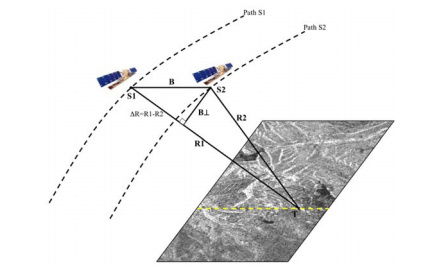 Path S1
Path S2
B
S1
S2
ΔR=R1-R2
B⊥
R2
R1
T